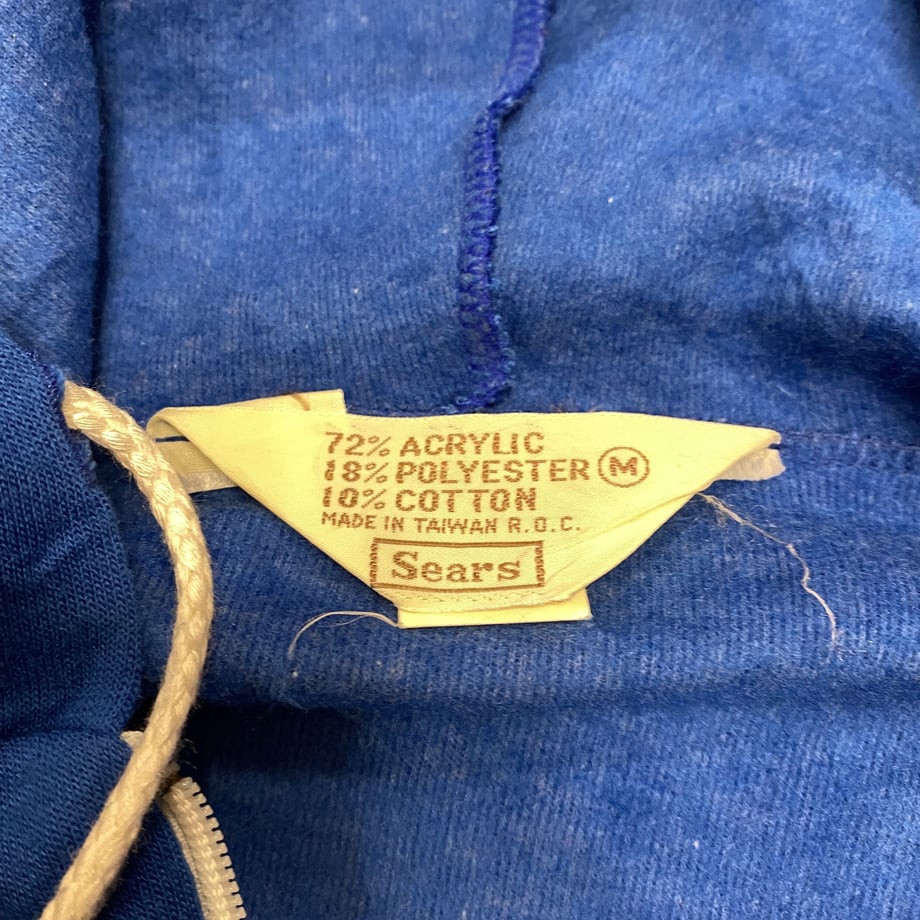 72% ACRYLIC
18% POLYESTER M
10% COTTON
MADE IN TAIWAN R.O.C.
Sears